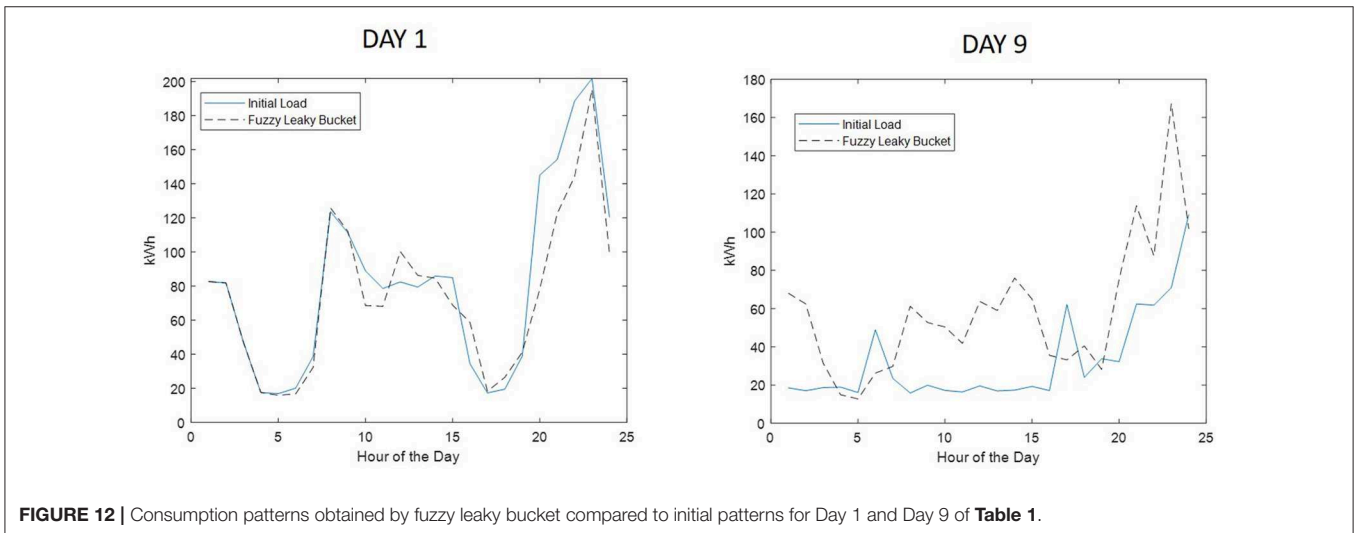 DAY 1
200
180
160
140
120
100
80
60
40
20
0
kWh
Initial Load
Fuzzy Leaky Bucket
0 5 10 15 20 25
Hour of the Day
DAY 9
180
160
140
120
100
80
60
40
20
0
kWh
Initial Load
Fuzzy Leaky Bucket
0 5 10 15 20 25
Hour of the Day
FIGURE 12 | Consumption patterns obtained by fuzzy leaky bucket compared to initial patterns for Day 1 and Day 9 of Table 1.